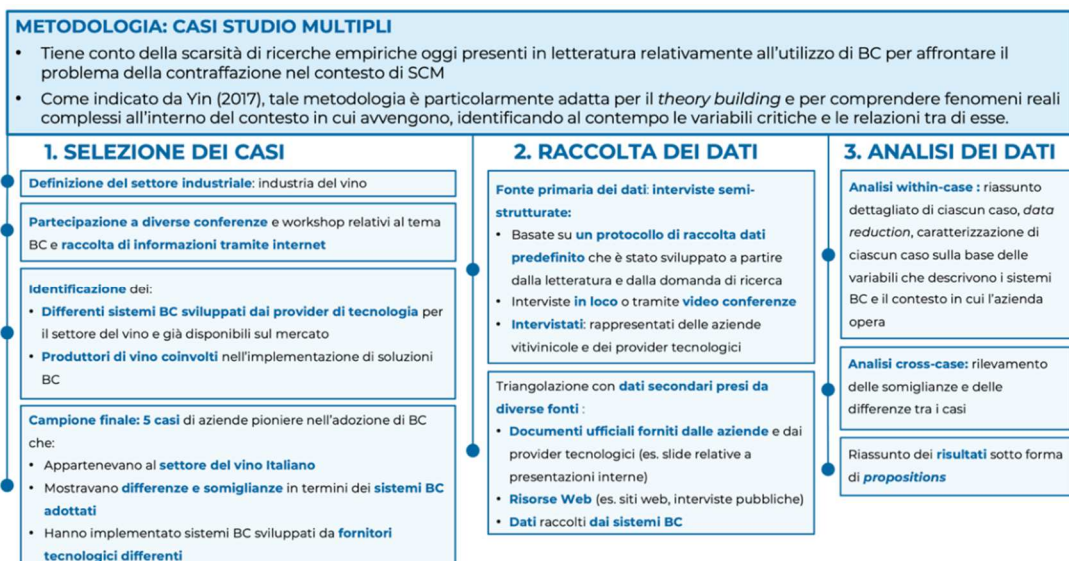 METODOLOGIA: CASI STUDIO MULTIPLI
• Tiene conto della scarsità di ricerche empiriche oggi presenti in letteratura relativamente all'utilizzo di BC per affrontare il
problema della contraffazione nel contesto di SCM
• Come indicato da Yin (2017), tale metodologia è particolarmente adatta per il theory building e per comprendere fenomeni reali
complessi all'interno del contesto in cui avvengono, identificando al contempo le variabili critiche e le relazioni tra di esse.
1. SELEZIONE DEI CASI
Definizione del settore industriale: industria del vino
Partecipazione a diverse conferenze e workshop relativi al tema
BC e raccolta di informazioni tramite internet
Identificazione dei:
• Differenti sistemi BC sviluppati dai provider di tecnologia per
il settore del vino e già disponibili sul mercato
• Produttori di vino coinvolti nell'implementazione di soluzioni
BC
Campione finale: 5 casi di aziende pioniere nell'adozione di BC
che:
• Appartenevano al settore del vino Italiano
• Mostravano differenze e somiglianze in termini dei sistemi BC
adottati
• Hanno implementato sistemi BC sviluppati da fornitori
tecnologici differenti
2. RACCOLTA DEI DATI
Fonte primaria dei dati: interviste semi-
strutturate:
• Basate su un protocollo di raccolta dati
predefinito che è stato sviluppato a partire
dalla letteratura e dalla domanda di ricerca
• Interviste in loco o tramite video conferenze
• Intervistati: rappresentati delle aziende
vitivinicole e dei provider tecnologici
Triangolazione con dati secondari presi da
diverse fonti :
• Documenti ufficiali forniti dalle aziende e dai
provider tecnologici (es. slide relative a
presentazioni interne)
• Risorse Web (es. siti web, interviste pubbliche)
• Dati raccolti dai sistemi BC
3. ANALISI DEI DATI
Analisi within-case : riassunto
dettagliato di ciascun caso, data
reduction, caratterizzazione di
ciascun caso sulla base delle
variabili che descrivono i sistemi
BC e il contesto in cui l'azienda
opera
Analisi cross-case: rilevamento
delle somiglianze e delle
differenze tra i casi
Riassunto dei risultati sotto forma
di propositions